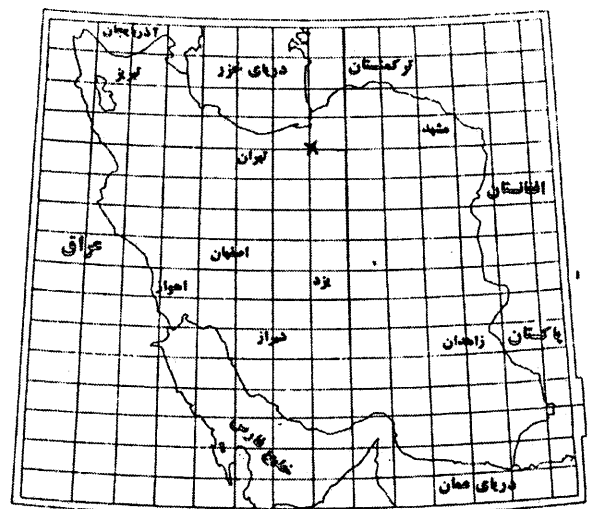 آذربایجان
تبریز
دریای خزر
ترکمنستان
مشهد
تهران
افغانستان
عراق
اصفهان
یزد
اهواز
شیراز
زاهدان
پاکستان
خلیج فارس
دریای عمان